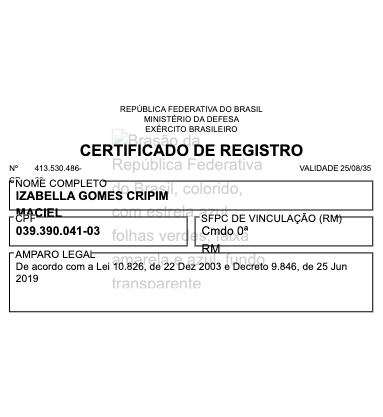 REPÚBLICA FEDERATIVA DO BRASIL
MINISTÉRIO DA DEFESA
EXÉRCITO BRASILEIRO
Brasão da
República Federativa
do Brasil, colorido,
com estrela azul,
folhas verdes, faixa
amarela e azul, fundo
transparente
CERTIFICADO DE REGISTRO
Nº 413.530.486-
VALIDADE 25/08/35
NOME COMPLETO
IZABELLA GOMES CRIPIM
MACIEL
CPF
039.390.041-03
SFPC DE VINCULAÇÃO (RM)
Cmdo 0ª
RM
AMPARO LEGAL
De acordo com a Lei 10.826, de 22 Dez 2003 e Decreto 9.846, de 25 Jun
2019